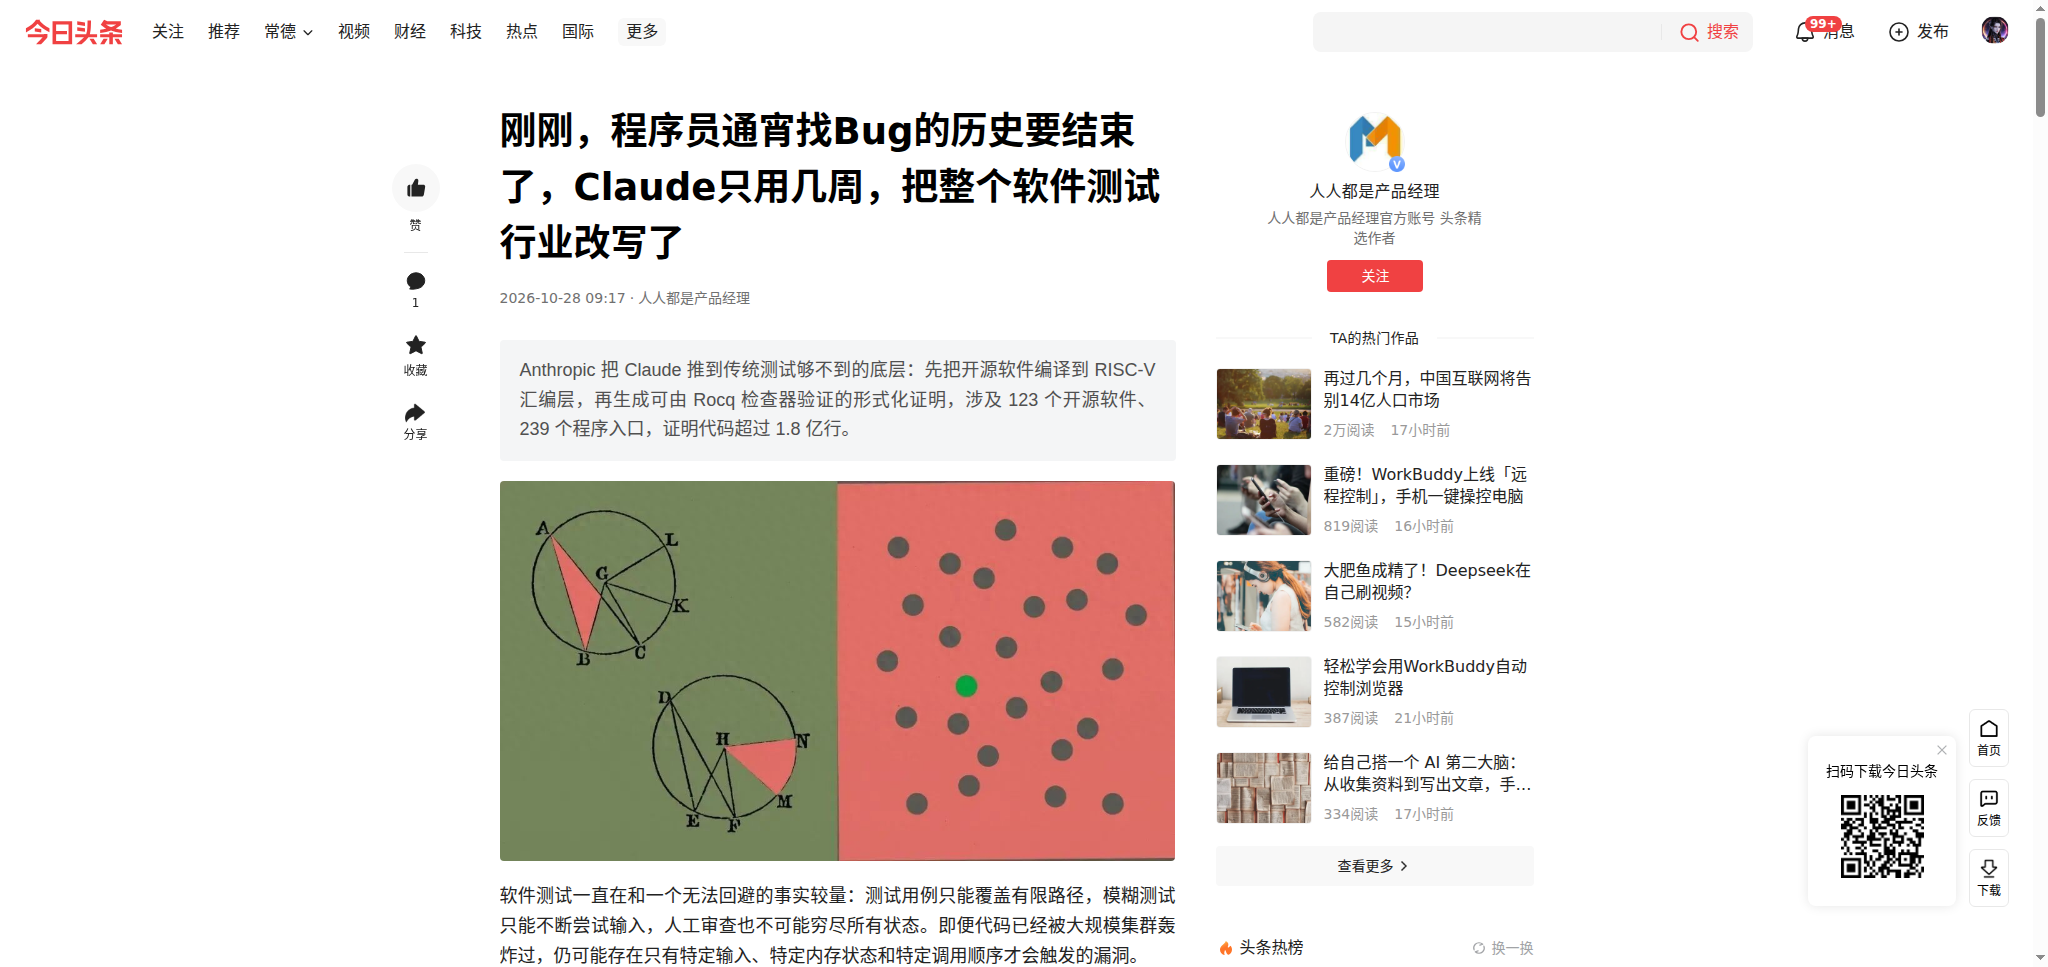 今日头条
关注
推荐
常德
视频
财经
科技
热点
国际
更多
搜索
99+
消息
发布
刚刚，程序员通宵找Bug的历史要结束
了，Claude只用几周，把整个软件测试
行业改写了
2026-10-28 09:17 · 人人都是产品经理
赞
1
收藏
分享
Anthropic 把 Claude 推到传统测试够不到的底层：先把开源软件编译到 RISC-V
汇编层，再生成可由 Rocq 检查器验证的形式化证明，涉及 123 个开源软件、
239 个程序入口，证明代码超过 1.8 亿行。
A
L
G
K
B
C
D
H
N
M
E
F
软件测试一直在和一个无法回避的事实较量：测试用例只能覆盖有限路径，模糊测试
只能不断尝试输入，人工审查也不可能穷尽所有状态。即便代码已经被大规模集群轰
炸过，仍可能存在只有特定输入、特定内存状态和特定调用顺序才会触发的漏洞。
V
人人都是产品经理
人人都是产品经理官方账号 头条精
选作者
关注
TA的热门作品
再过几个月，中国互联网将告
别14亿人口市场
2万阅读 17小时前
重磅！WorkBuddy上线「远
程控制」，手机一键操控电脑
819阅读 16小时前
大肥鱼成精了！Deepseek在
自己刷视频？
582阅读 15小时前
轻松学会用WorkBuddy自动
控制浏览器
387阅读 21小时前
给自己搭一个 AI 第二大脑：
从收集资料到写出文章，手...
334阅读 17小时前
查看更多
头条热榜
换一换
扫码下载今日头条
首页
反馈
下载